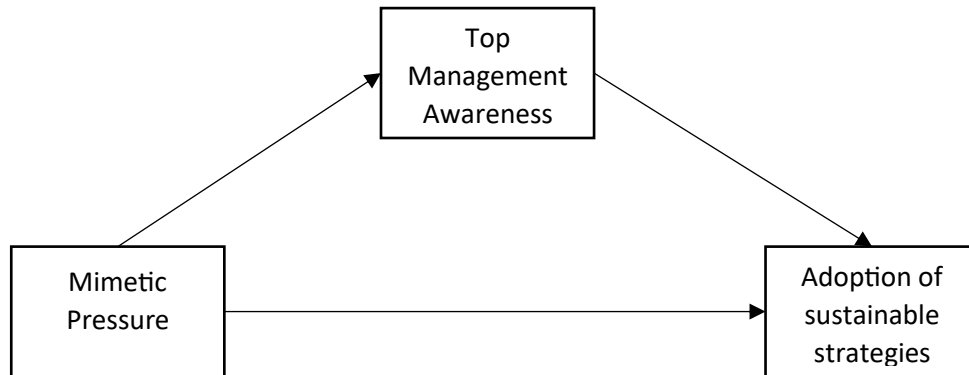 Top
Management
Awareness
Mimetic
Pressure
Adoption of
sustainable
strategies